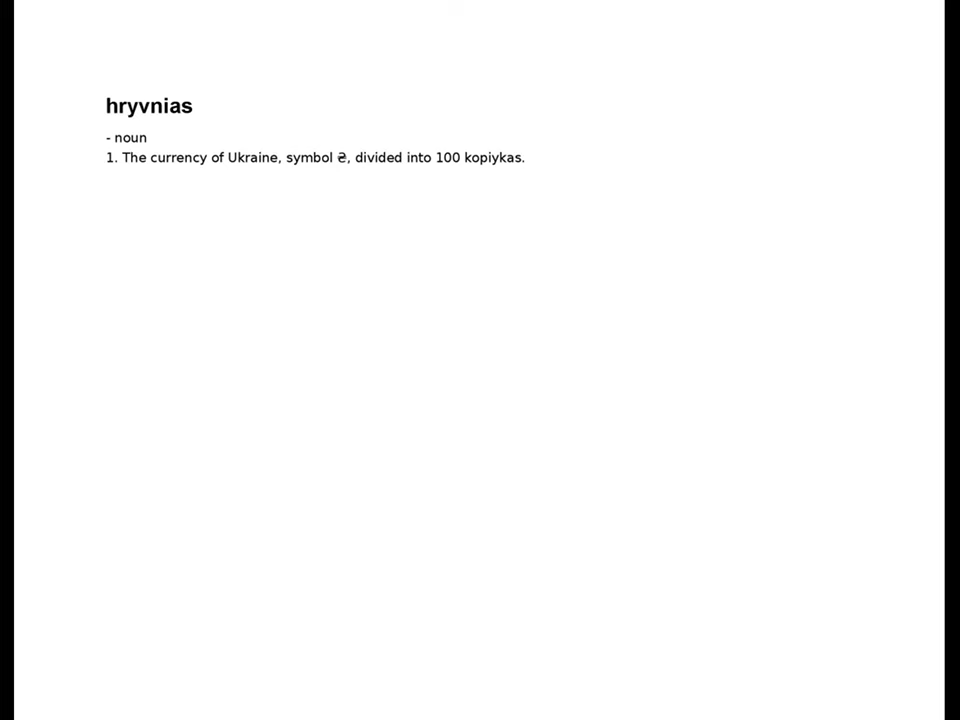 hryvnias
- noun
1. The currency of Ukraine, symbol ₴, divided into 100 kopiykas.